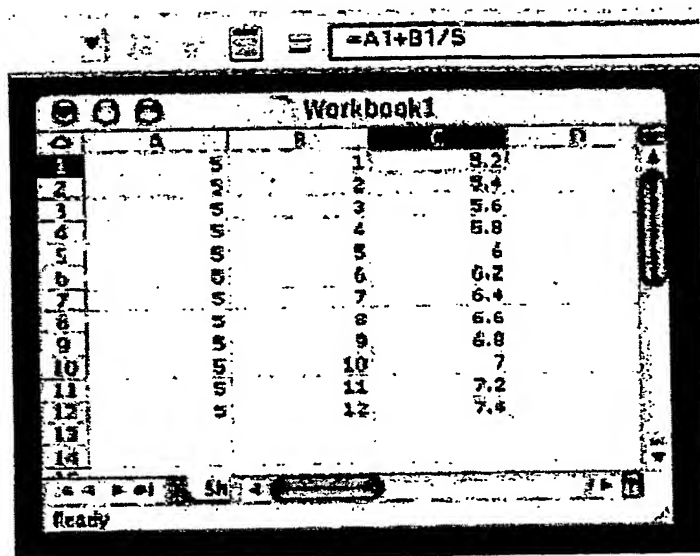 =A1+B1/5
Workbook1
A B C D
1 5 1 5.2
2 5 2 5.4
3 5 3 5.6
4 5 4 5.8
5 5 5 6
6 5 6 6.2
7 5 7 6.4
8 5 8 6.6
9 5 9 6.8
10 5 10 7
11 5 11 7.2
12 5 12 7.4
13
14
Sh
Ready